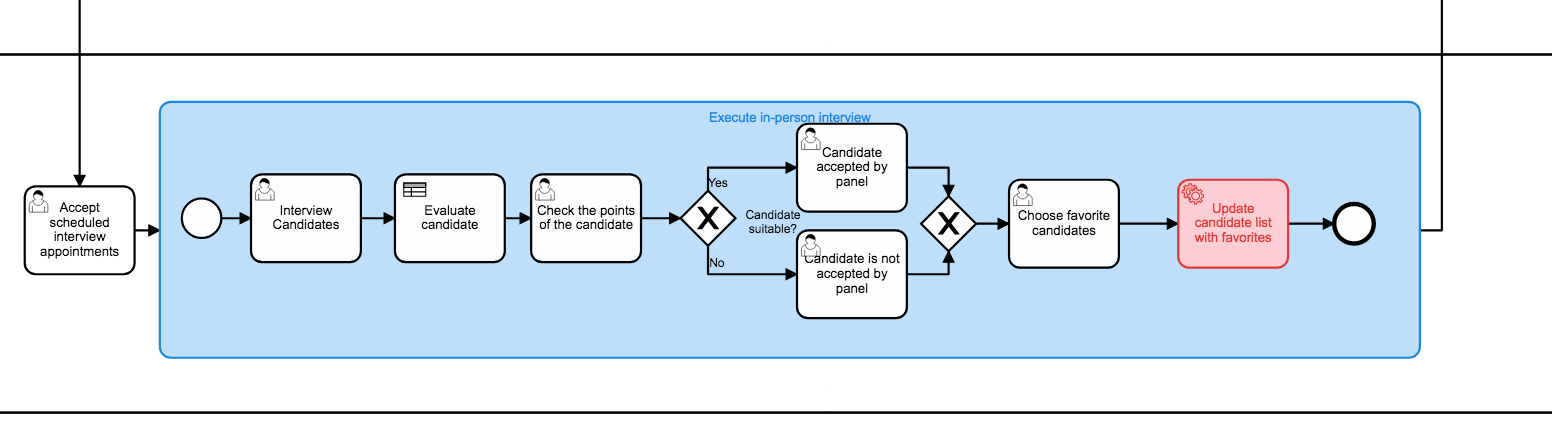 Execute in-person interview
Accept
scheduled
interview
appointments
Interview
Candidates
Evaluate
candidate
Check the points
of the candidate
Yes
Candidate
suitable?
No
Candidate
accepted by
panel
Candidate is not
accepted by
panel
Choose favorite
candidates
Update
candidate list
with favorites